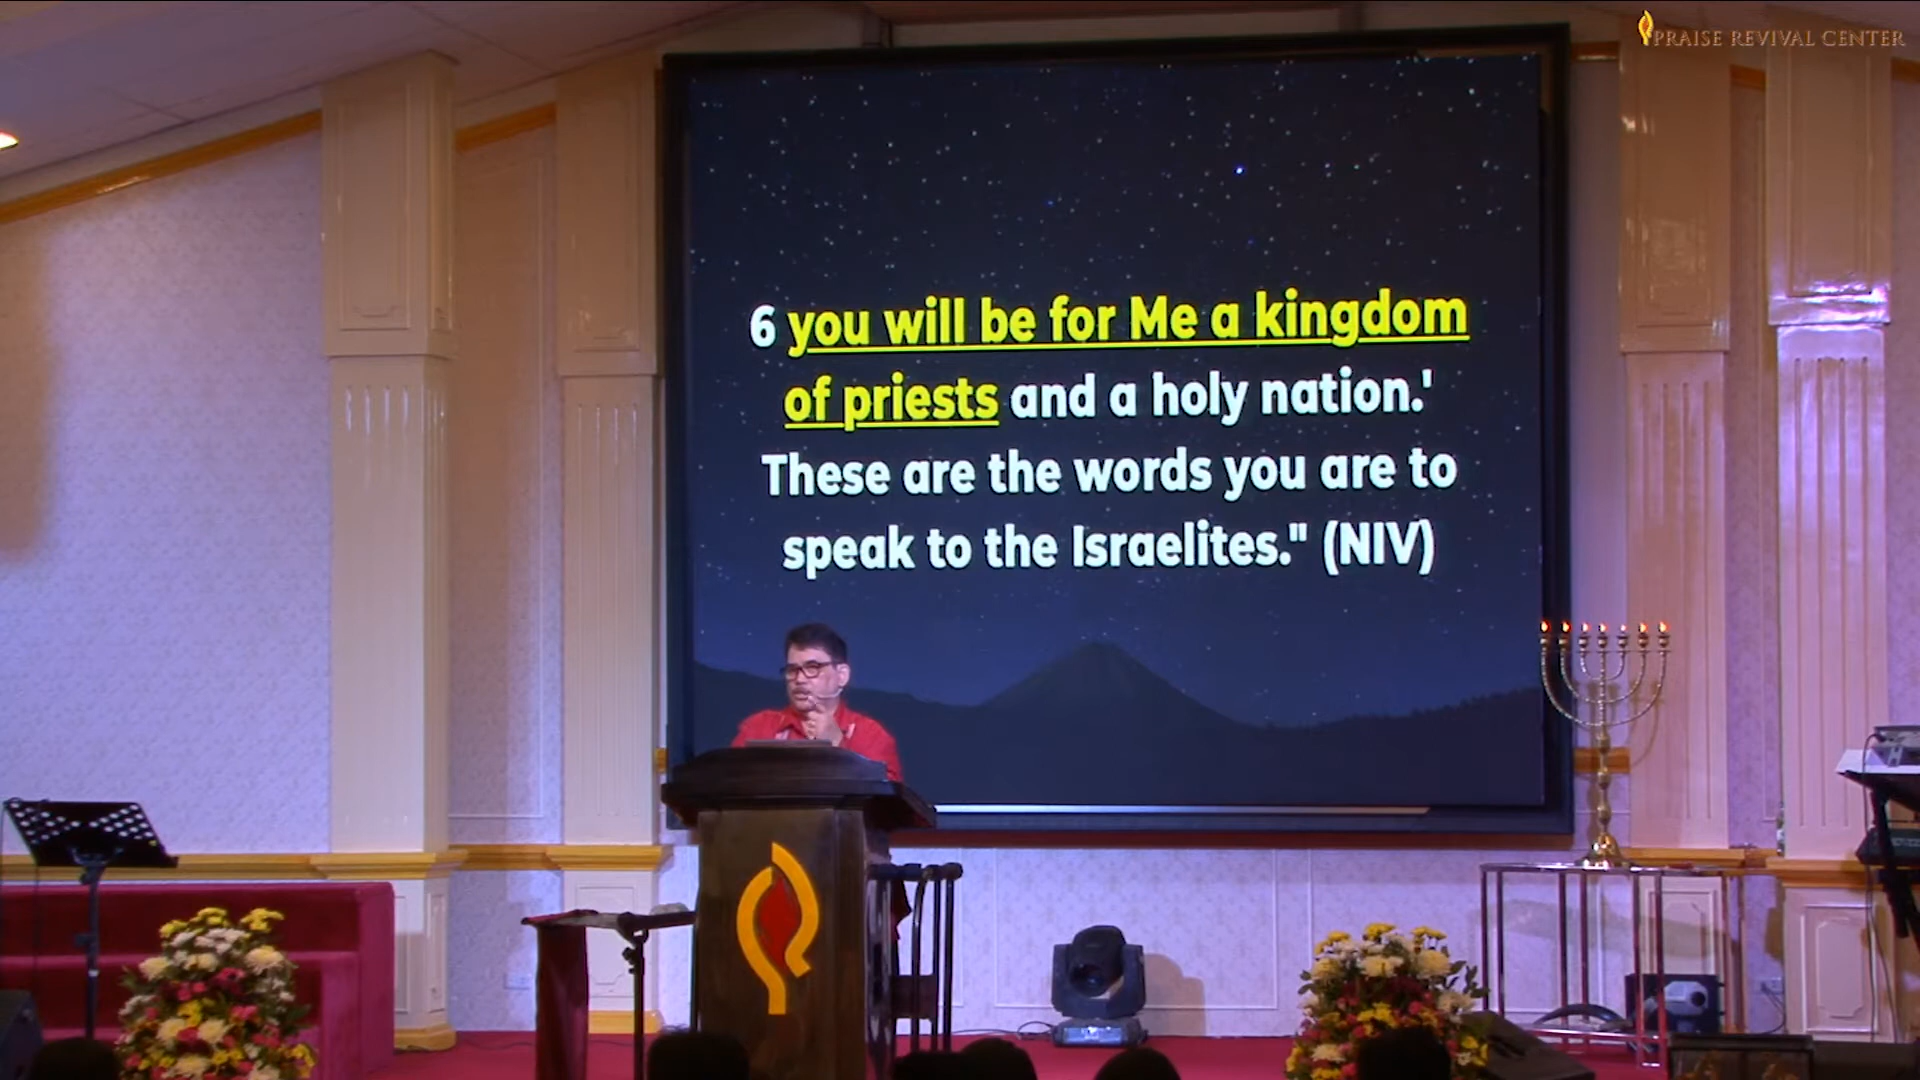 PRAISE REVIVAL CENTER
6 you will be for Me a kingdom
of priests and a holy nation.'
These are the words you are to
speak to the Israelites." (NIV)